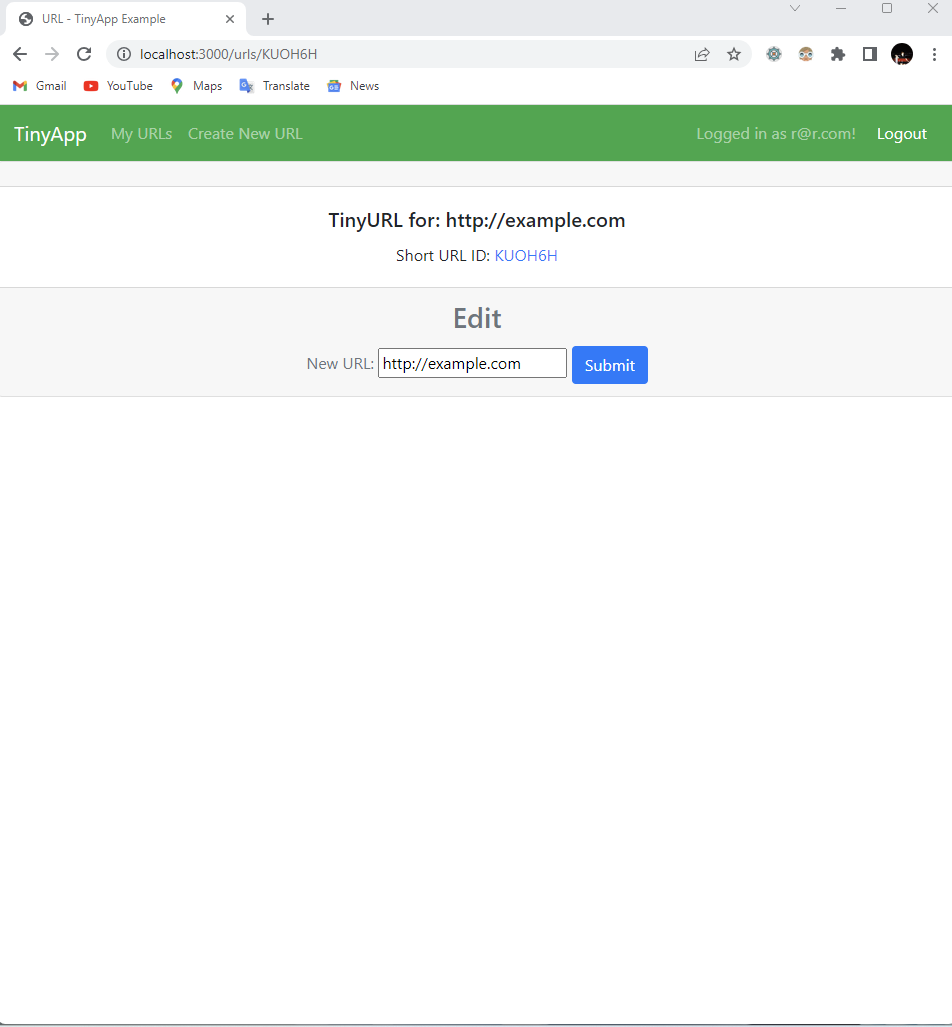 URL - TinyApp Example
localhost:3000/urls/KUOH6H
Gmail YouTube Maps Translate News
TinyApp My URLs Create New URL Logged in as r@r.com! Logout
TinyURL for: http://example.com
Short URL ID: KUOH6H
Edit
New URL: http://example.com Submit